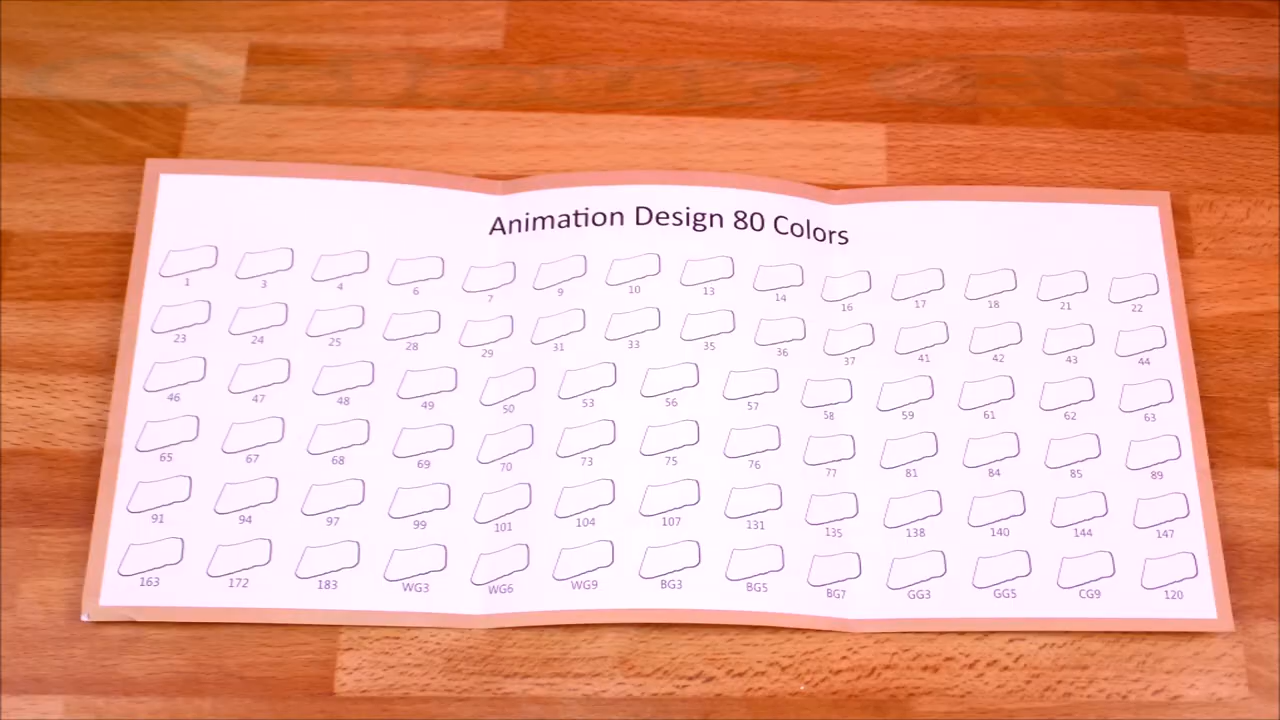 Animation Design 80 Colors
1 3 4 6 7 9 10 13 14 16 17 18 21 22
23 24 25 28 29 31 33 35 36 37 41 42 43 44
46 47 48 49 50 53 56 57 58 59 61 62 63
65 67 68 69 70 73 75 76 77 81 84 85 89
91 94 97 99 101 104 107 131 135 138 140 144 147
163 172 183 WG3 WG6 WG9 BG3 BG5 BG7 GG3 GG5 CG9 120